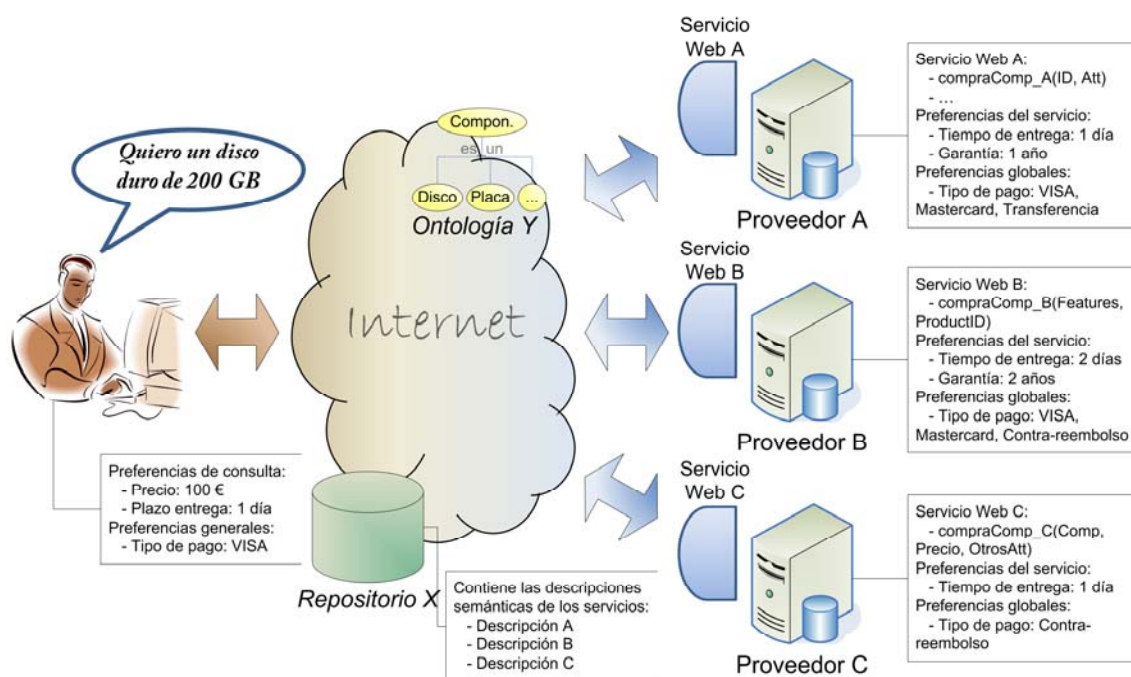 Quiero un disco
duro de 200 GB
Preferencias de consulta:
- Precio: 100 €
- Plazo entrega: 1 día
Preferencias generales:
- Tipo de pago: VISA
Compon.
es un
Disco
Placa
...
Ontología Y
Internet
Repositorio X
Contiene las descripciones
semánticas de los servicios:
- Descripción A
- Descripción B
- Descripción C
Servicio
Web A
Proveedor A
Servicio Web A:
- compraComp_A(ID, Att)
- ...
Preferencias del servicio:
- Tiempo de entrega: 1 día
- Garantía: 1 año
Preferencias globales:
- Tipo de pago: VISA,
Mastercard, Transferencia
Servicio
Web B
Proveedor B
Servicio Web B:
- compraComp_B(Features,
ProductID)
Preferencias del servicio:
- Tiempo de entrega: 2 días
- Garantía: 2 años
Preferencias globales:
- Tipo de pago: VISA,
Mastercard, Contra-reembolso
Servicio
Web C
Proveedor C
Servicio Web C:
- compraComp_C(Comp,
Precio, OtrosAtt)
Preferencias del servicio:
- Tiempo de entrega: 1 día
Preferencias globales:
- Tipo de pago: Contra-
reembolso